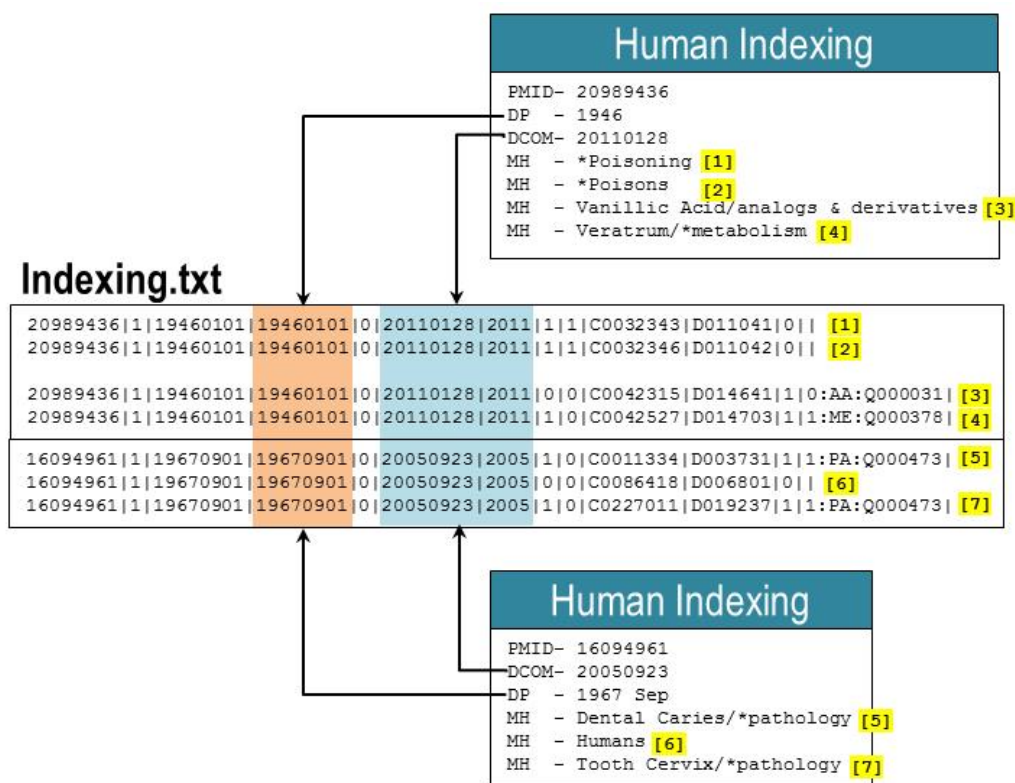 Human Indexing
PMID- 20989436
DP - 1946
DCOM- 20110128
MH - *Poisoning [1]
MH - *Poisons [2]
MH - Vanillic Acid/analogs & derivatives [3]
MH - Veratrum/*metabolism [4]
Indexing.txt
20989436|1|19460101|19460101|0|20110128|2011|1|1|C0032343|D011041|0|| [1]
20989436|1|19460101|19460101|0|20110128|2011|1|1|C0032346|D011042|0|| [2]
20989436|1|19460101|19460101|0|20110128|2011|0|0|C0042315|D014641|1|0:AA:Q000031| [3]
20989436|1|19460101|19460101|0|20110128|2011|1|0|C0042527|D014703|1|1:ME:Q000378| [4]
16094961|1|19670901|19670901|0|20050923|2005|1|0|C0011334|D003731|1|1:PA:Q000473| [5]
16094961|1|19670901|19670901|0|20050923|2005|0|0|C0086418|D006801|0|| [6]
16094961|1|19670901|19670901|0|20050923|2005|1|0|C0227011|D019237|1|1:PA:Q000473| [7]
Human Indexing
PMID- 16094961
DCOM- 20050923
DP - 1967 Sep
MH - Dental Caries/*pathology [5]
MH - Humans [6]
MH - Tooth Cervix/*pathology [7]